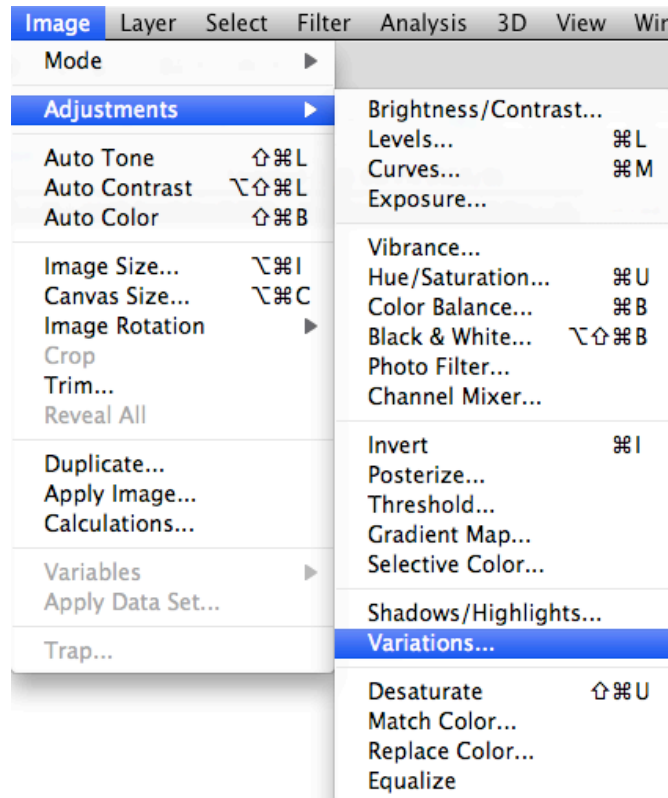 Image Layer Select Filter Analysis 3D View
Mode ▶
Adjustments ▶
Auto Tone ⇧⌘L
Auto Contrast ⌥⇧⌘L
Auto Color ⇧⌘B
Image Size... ⌥⌘I
Canvas Size... ⌥⌘C
Image Rotation ▶
Crop
Trim...
Reveal All
Duplicate...
Apply Image...
Calculations...
Variables ▶
Apply Data Set...
Trap...
Brightness/Contrast...
Levels... ⌘L
Curves... ⌘M
Exposure...
Vibrance...
Hue/Saturation... ⌘U
Color Balance... ⌘B
Black & White... ⌥⇧⌘B
Photo Filter...
Channel Mixer...
Invert ⌘I
Posterize...
Threshold...
Gradient Map...
Selective Color...
Shadows/Highlights...
Variations...
Desaturate ⇧⌘U
Match Color...
Replace Color...
Equalize